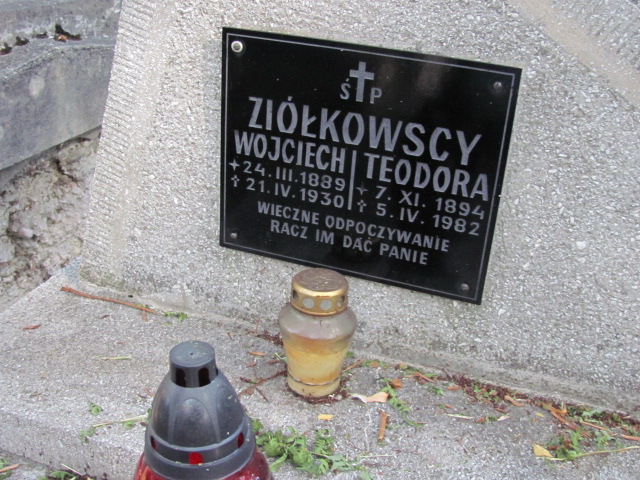 Ś P
ZIÓŁKOWSCY
WOJCIECH TEODORA
24. III. 1889 7. XI. 1894
21. IV. 1930 5. IV. 1982
WIECZNE ODPOCZYWANIE
RACZ IM DAĆ PANIE